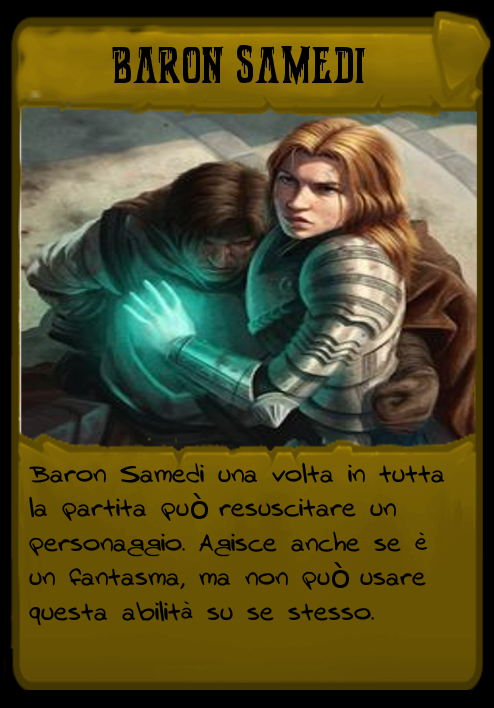 BARON SAMEDI
Baron Samedi una volta in tutta
la partita puÒ resuscitare un
personaggio. Agisce anche se è
un fantasma, ma non puÒ usare
questa abilità su se stesso.